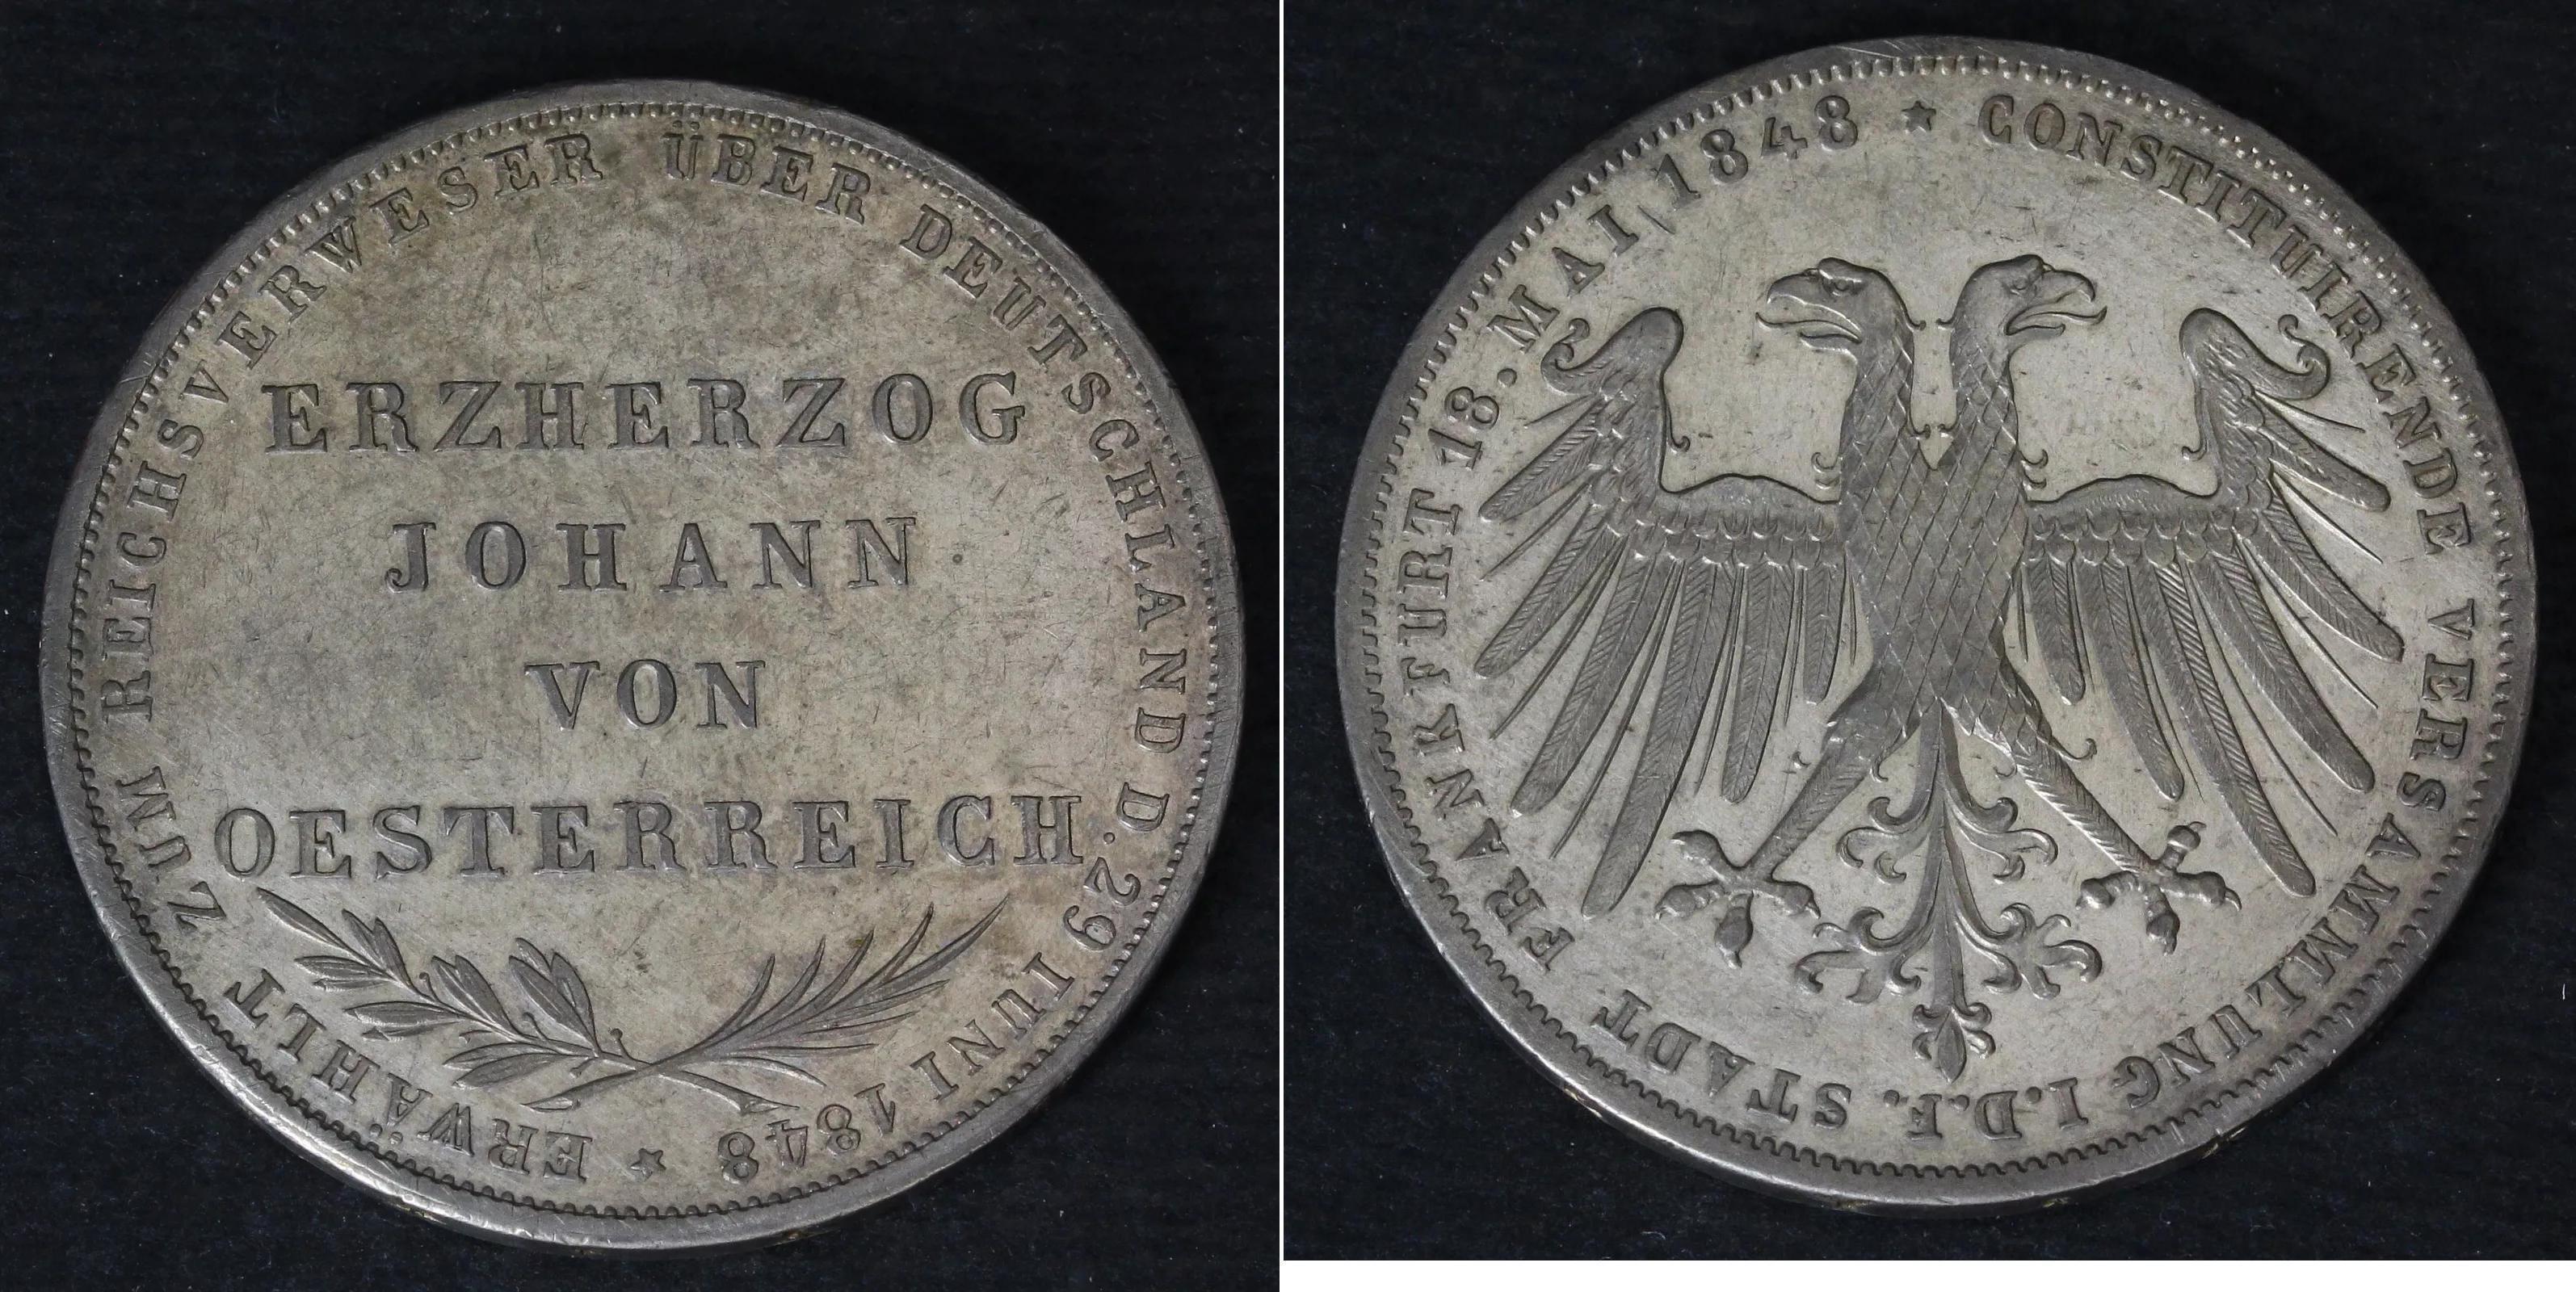 ERWÄHLT ZUM REICHSVERWESER ÜBER DEUTSCHLAND D. 29 IUNI 1848 ★
ERZHERZOG
JOHANN
VON
OESTERREICH
★ CONSTITUIRENDE VERSAMMLUNG I.D.F. STADT FRANKFURT 18. MAI 1848